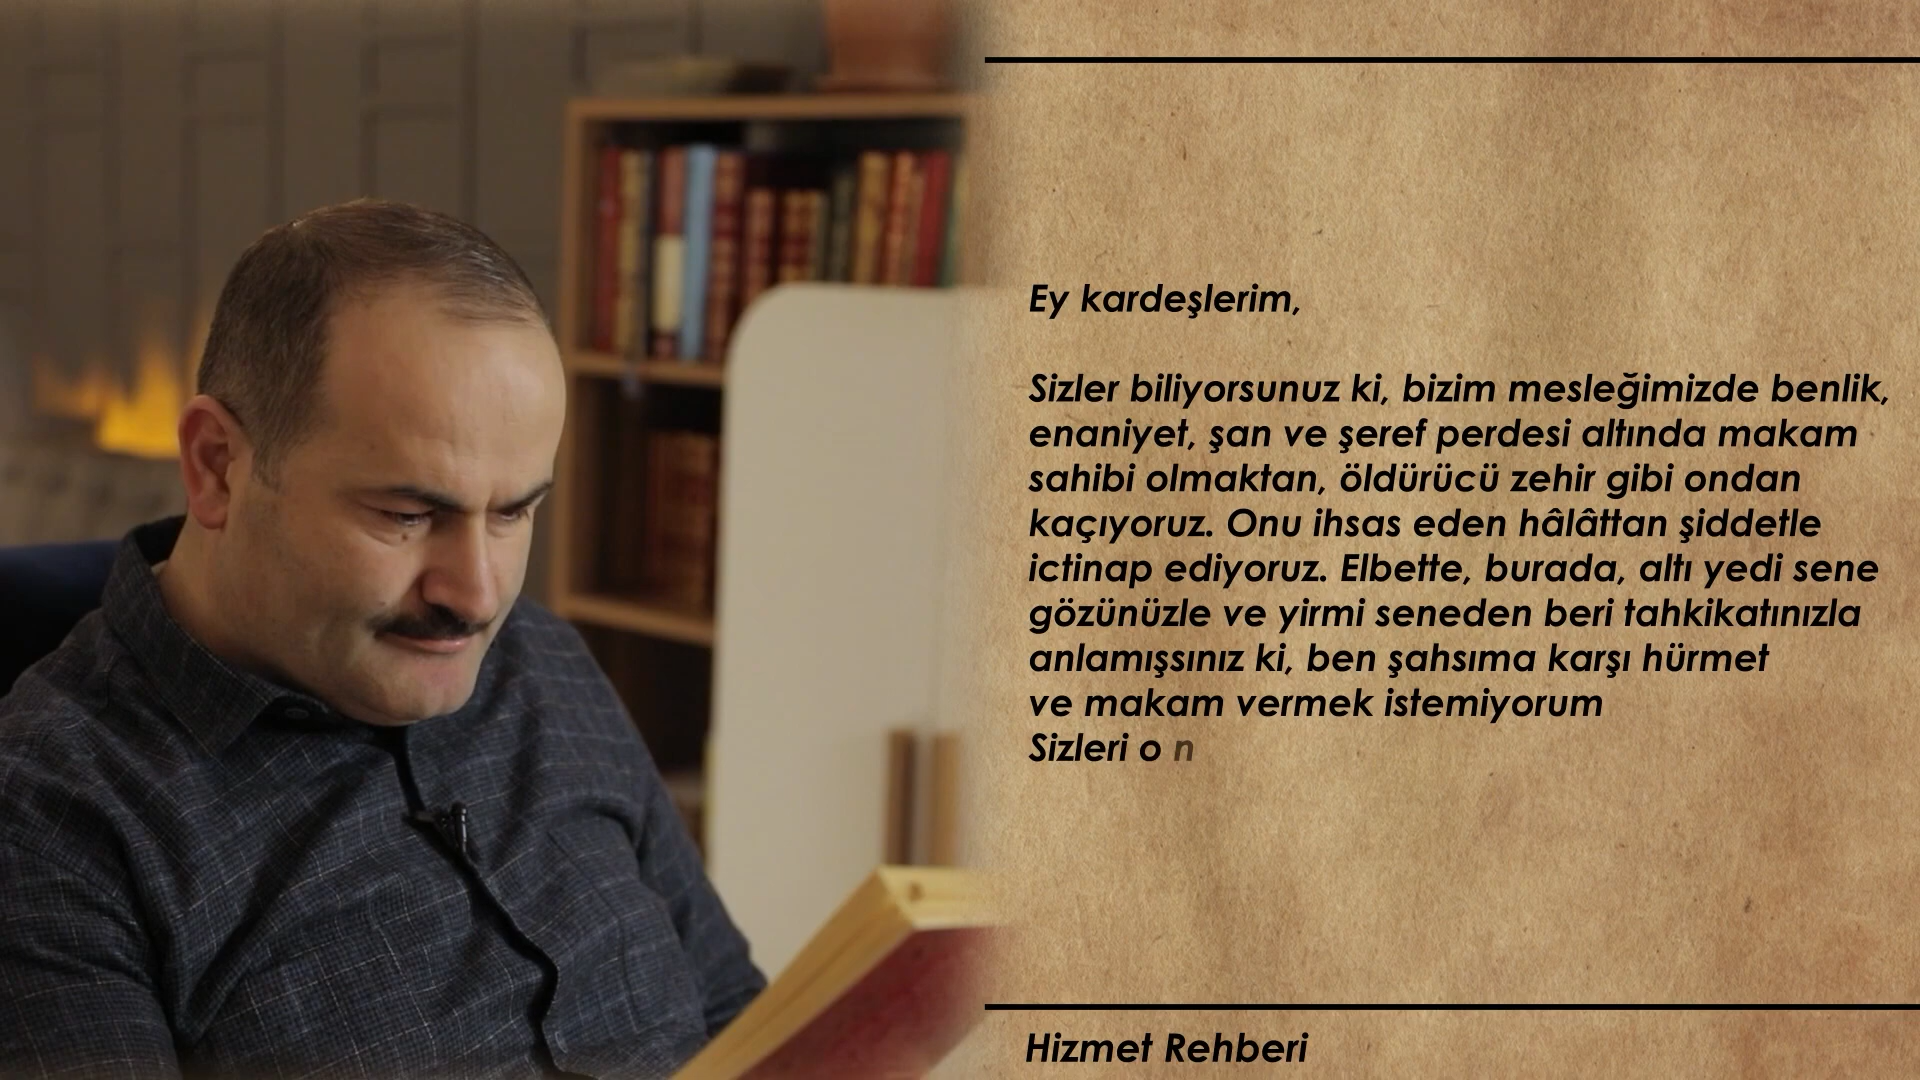 Ey kardeşlerim,
Sizler biliyorsunuz ki, bizim mesleğimizde benlik,
enaniyet, şan ve şeref perdesi altında makam
sahibi olmaktan, öldürücü zehir gibi ondan
kaçıyoruz. Onu ihsas eden hâlâttan şiddetle
ictinap ediyoruz. Elbette, burada, altı yedi sene
gözünüzle ve yirmi seneden beri tahkikatınızla
anlamışsınız ki, ben şahsıma karşı hürmet
ve makam vermek istemiyorum
Sizleri o n
Hizmet Rehberi